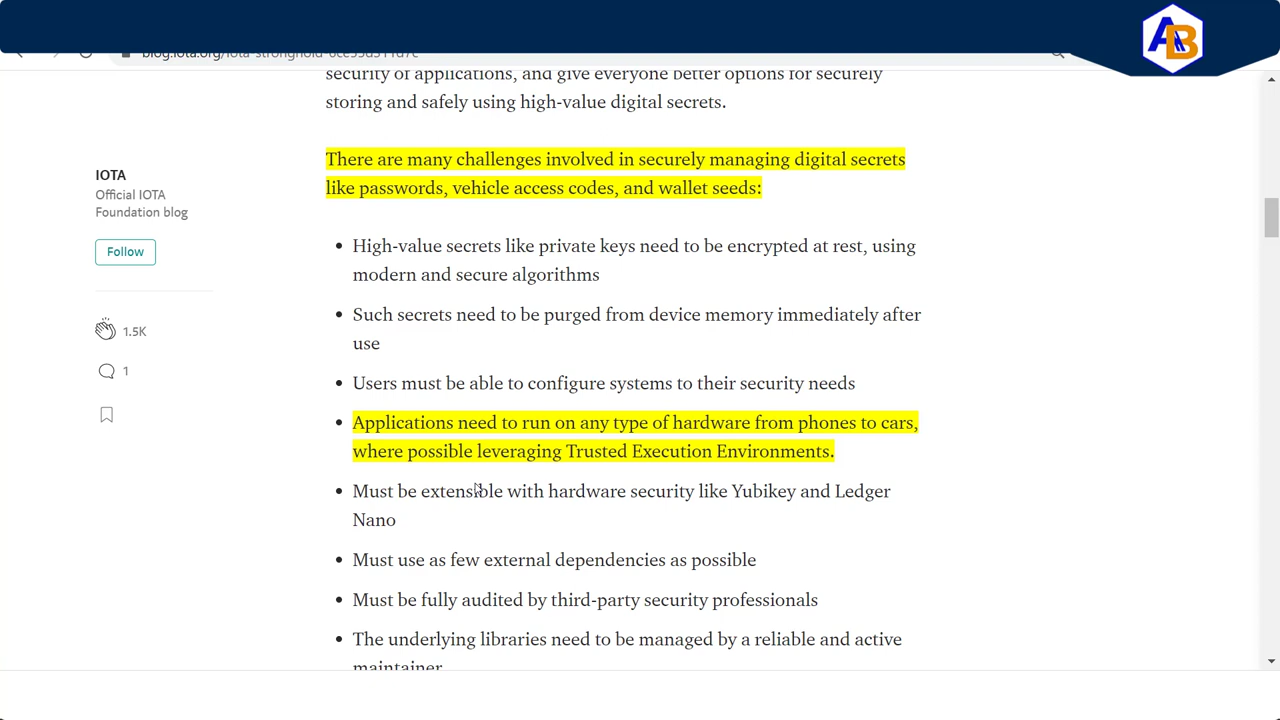 AB
security of applications, and give everyone better options for securely
storing and safely using high-value digital secrets.
There are many challenges involved in securely managing digital secrets
like passwords, vehicle access codes, and wallet seeds:
IOTA
Official IOTA
Foundation blog
Follow
1.5K
1
• High-value secrets like private keys need to be encrypted at rest, using
modern and secure algorithms
• Such secrets need to be purged from device memory immediately after
use
• Users must be able to configure systems to their security needs
• Applications need to run on any type of hardware from phones to cars,
where possible leveraging Trusted Execution Environments.
• Must be extensible with hardware security like Yubikey and Ledger
Nano
• Must use as few external dependencies as possible
• Must be fully audited by third-party security professionals
• The underlying libraries need to be managed by a reliable and active
maintainer